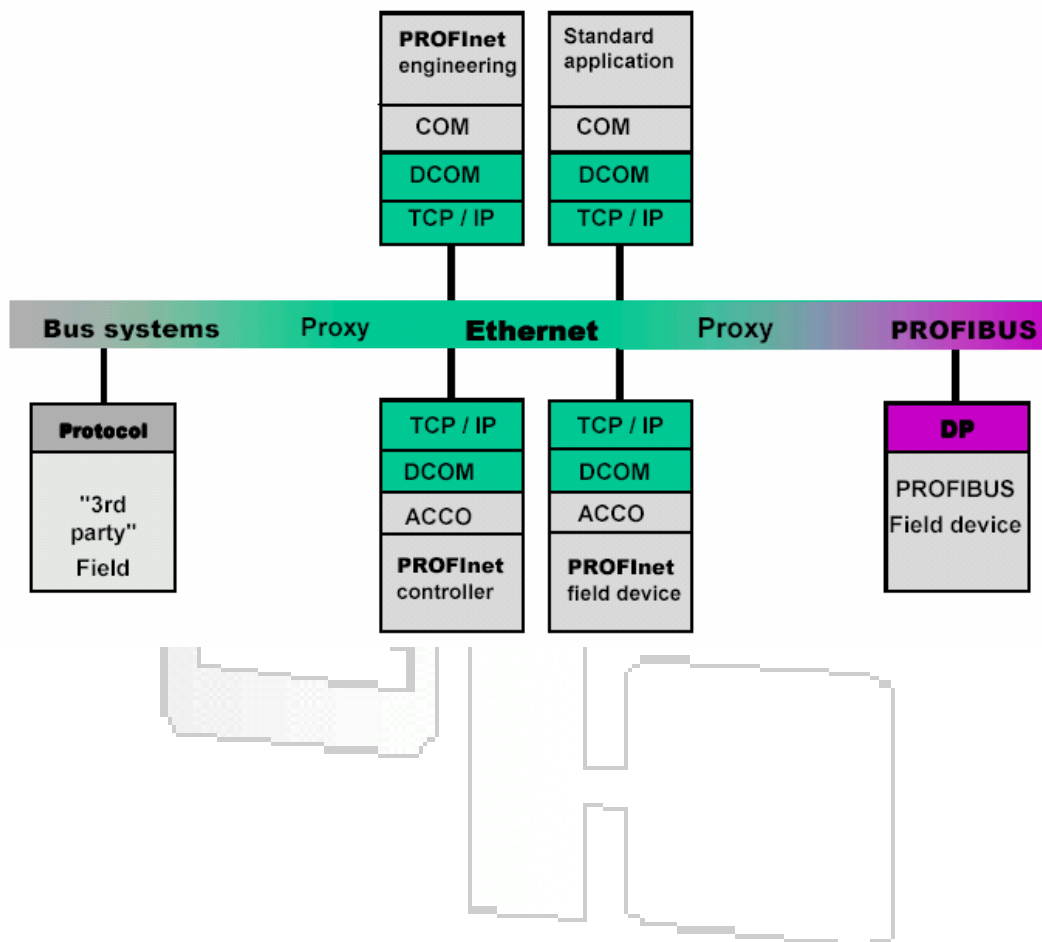 PROFInet
engineering
COM
DCOM
TCP / IP
Standard
application
COM
DCOM
TCP / IP
Bus systems Proxy Ethernet Proxy PROFIBUS
Protocol
"3rd
party"
Field
TCP / IP
DCOM
ACCO
PROFInet
controller
TCP / IP
DCOM
ACCO
PROFInet
field device
DP
PROFIBUS
Field device